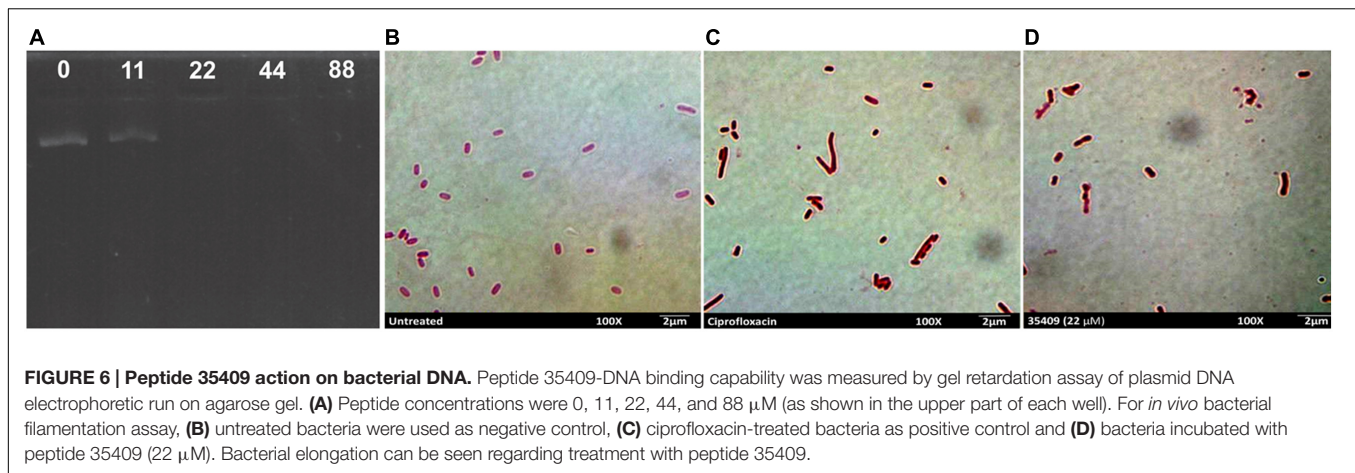 A B C D
0 11 22 44 88
Untreated 100X 2µm
Ciprofloxacin 100X 2µm
35409 (22 µM) 100X 2µm
FIGURE 6 | Peptide 35409 action on bacterial DNA. Peptide 35409-DNA binding capability was measured by gel retardation assay of plasmid DNA
electrophoretic run on agarose gel. (A) Peptide concentrations were 0, 11, 22, 44, and 88 µM (as shown in the upper part of each well). For in vivo bacterial
filamentation assay, (B) untreated bacteria were used as negative control, (C) ciprofloxacin-treated bacteria as positive control and (D) bacteria incubated with
peptide 35409 (22 µM). Bacterial elongation can be seen regarding treatment with peptide 35409.